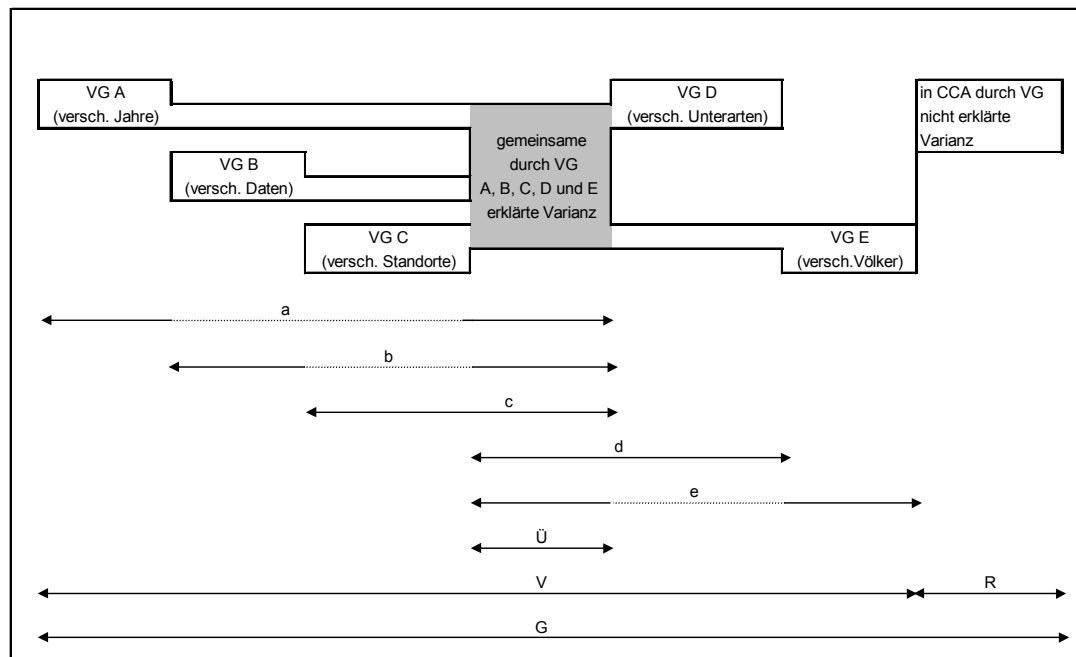 VG A
(versch. Jahre)
VG D
(versch. Unterarten)
in CCA durch VG
nicht erklärte
Varianz
gemeinsame
durch VG
A, B, C, D und E
erklärte Varianz
VG B
(versch. Daten)
VG C
(versch. Standorte)
VG E
(versch.Völker)
a
b
c
d
e
Ü
V
R
G